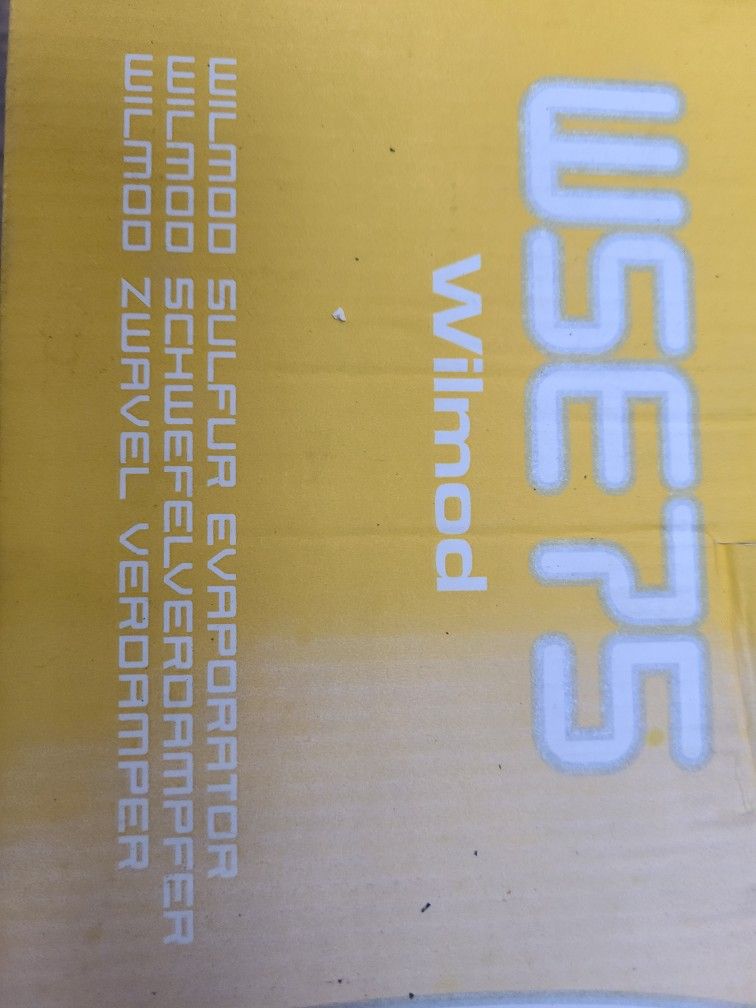 WSE75
Wilmod
WILMOD SULFUR EVAPORATOR
WILMOD SCHWEFELVERDAMPFER
WILMOD ZWAVEL VERDAMPER